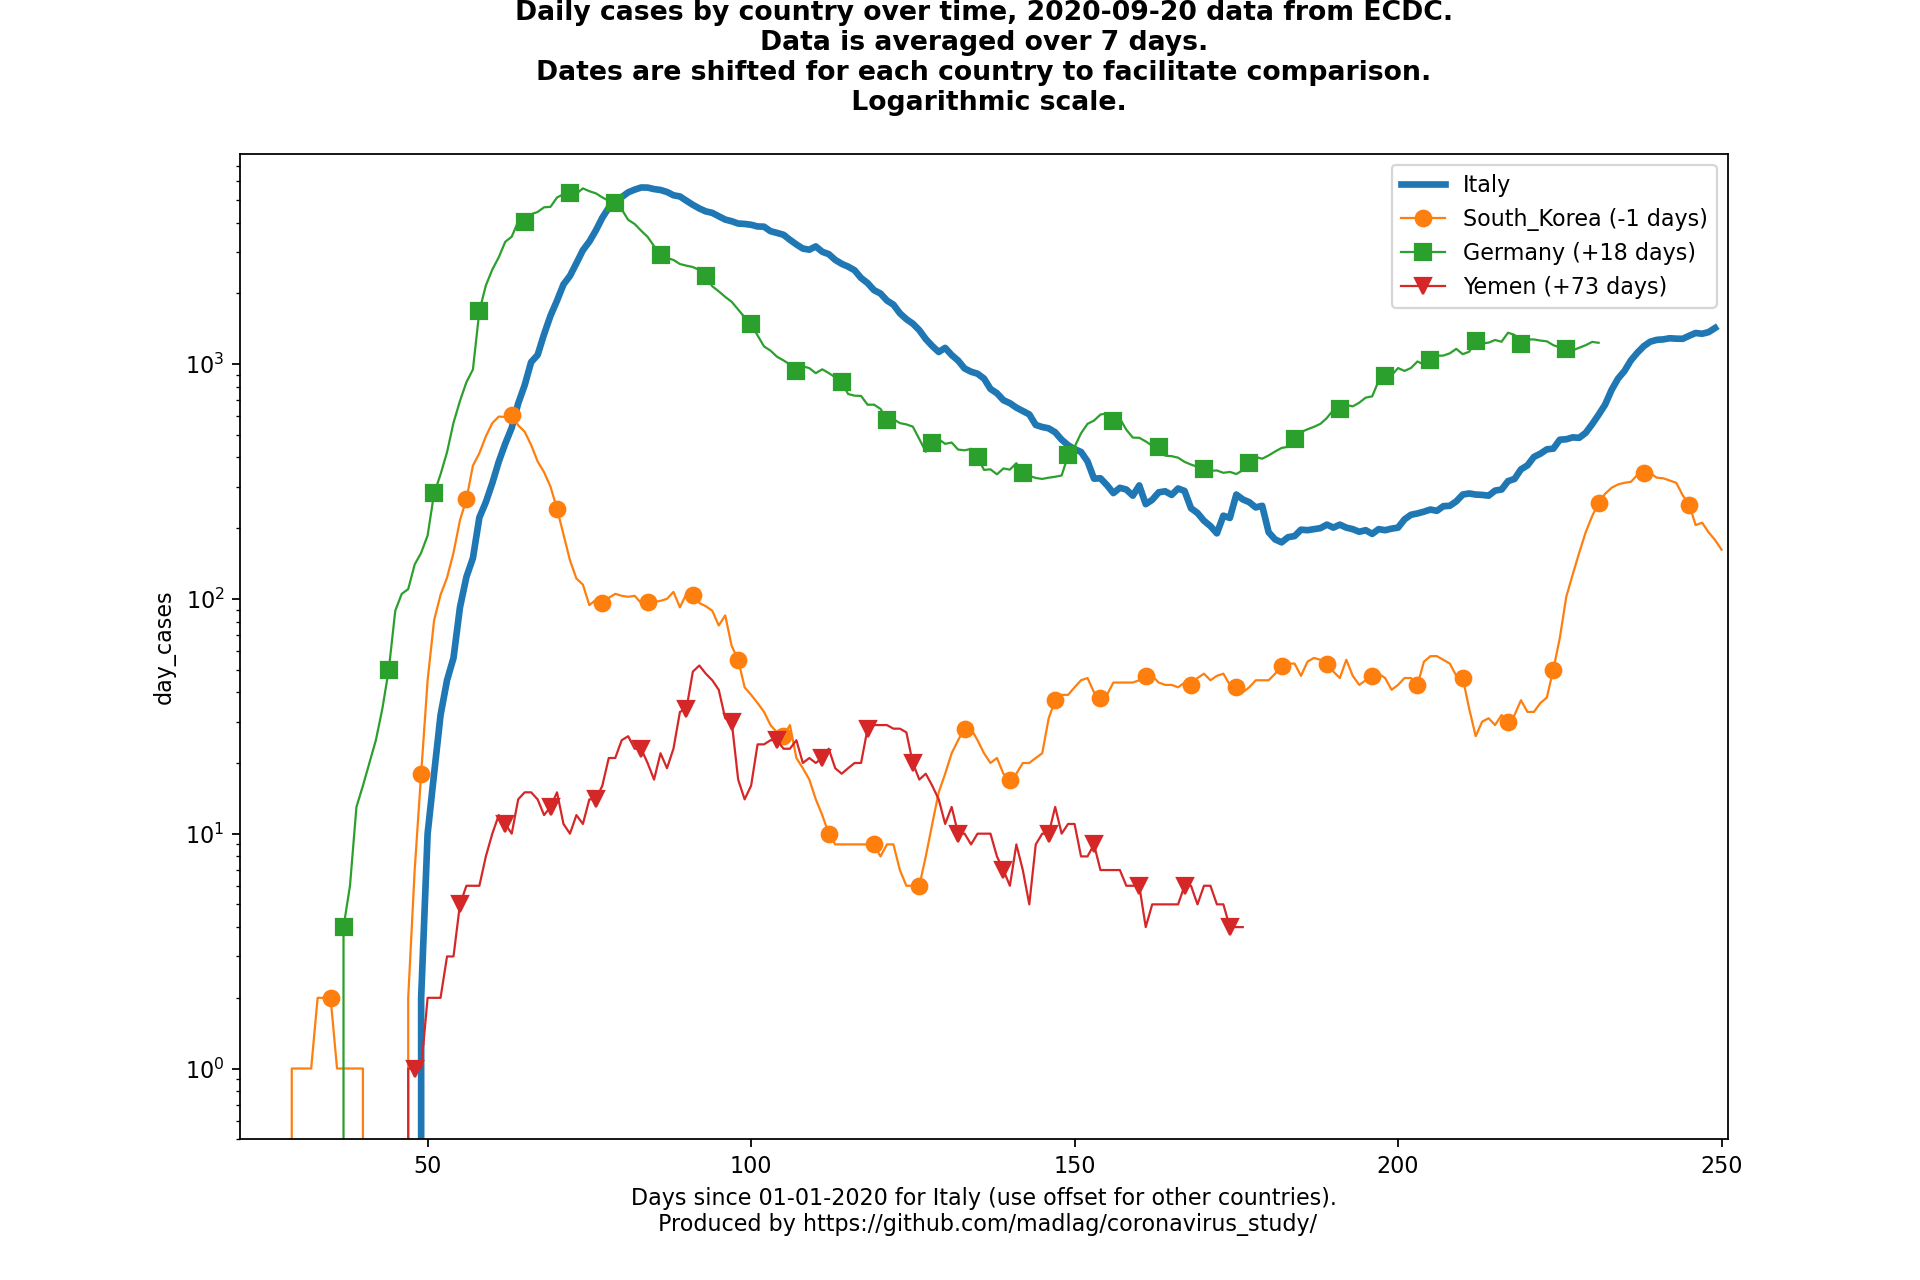 Daily cases by country over time, 2020-09-20 data from ECDC.
Data is averaged over 7 days.
Dates are shifted for each country to facilitate comparison.
Logarithmic scale.
Italy
South_Korea (-1 days)
Germany (+18 days)
Yemen (+73 days)
day_cases
10³
10²
10¹
10⁰
50 100 150 200 250
Days since 01-01-2020 for Italy (use offset for other countries).
Produced by https://github.com/madlag/coronavirus_study/